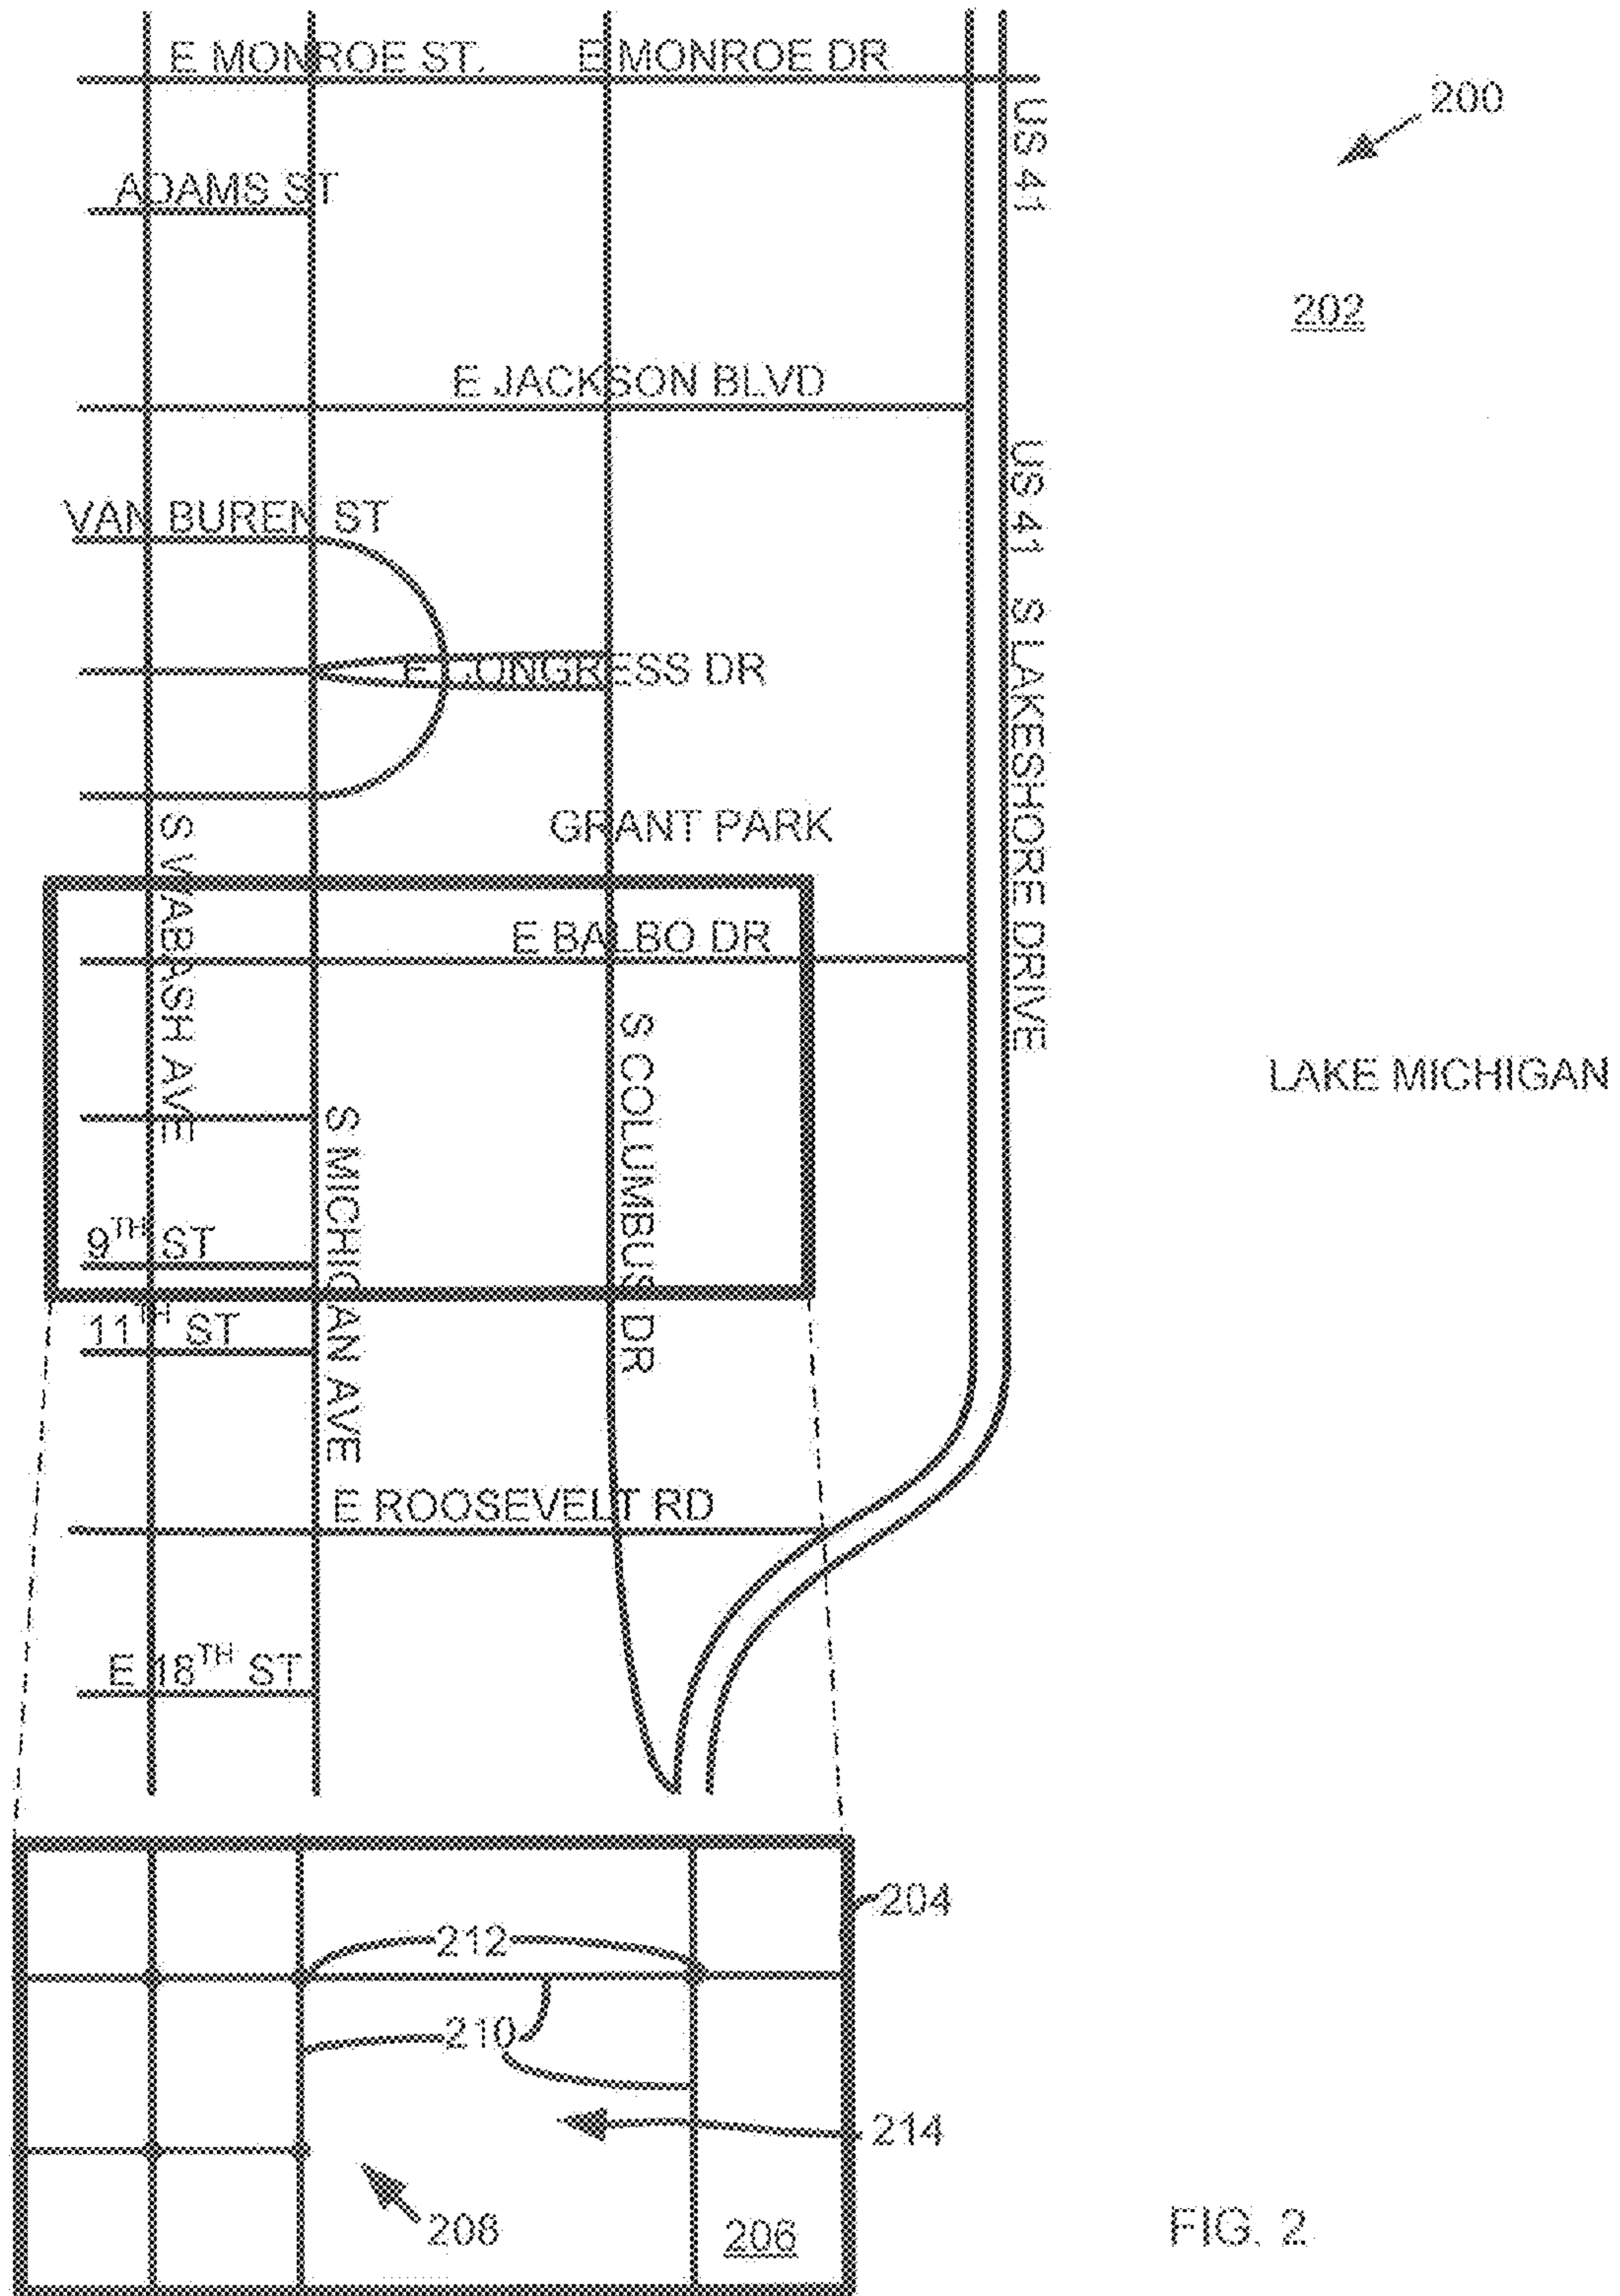 E MONROE ST.
E MONROE DR
200
US 41
ADAMS ST
202
E JACKSON BLVD
US 41 S LAKESHORE DRIVE
VAN BUREN ST
E CONGRESS DR
GRANT PARK
S WABASH AVE
E BALBO DR
S COLUMBUS DR
LAKE MICHIGAN
S MICHIGAN AVE
9TH ST
11TH ST
E ROOSEVELT RD
E 18TH ST
204
212
210
214
208
206
FIG. 2